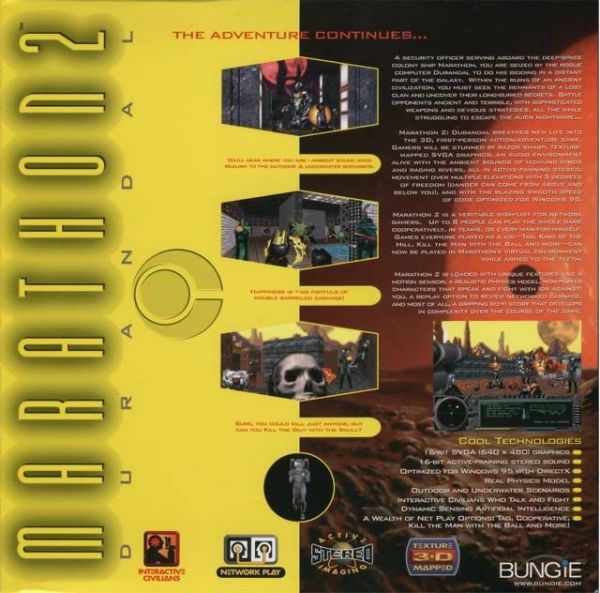 MARATHON 2™
DURANDAL
THE ADVENTURE CONTINUES...
YOU'LL HEAR WHERE YOU ARE - AMBIENT SOUND ADDS
REALISM TO THE OUTDOOR & UNDERWATER SCENARIOS.
HAPPINESS IS TWO FISTFULS OF
DOUBLE BARRELED CARNAGE!
SURE, YOU COULD KILL JUST ANYONE, BUT
CAN YOU KILL THE GUY WITH THE SKULL?
A SECURITY OFFICER SERVING ABOARD THE DEEP-SPACE
COLONY SHIP MARATHON, YOU ARE SEIZED BY THE ROGUE
COMPUTER DURANDAL TO DO HIS BIDDING IN A DISTANT
PART OF THE GALAXY. WITHIN THE RUINS OF AN ANCIENT
CIVILIZATION, YOU MUST SEEK THE REMNANTS OF A LOST
CLAN AND UNCOVER THEIR LONG-BURIED SECRETS. BATTLE
OPPONENTS ANCIENT AND TERRIBLE, WITH SOPHISTICATED
WEAPONS AND DEVIOUS STRATEGIES, ALL THE WHILE
STRUGGLING TO ESCAPE THE ALIEN NIGHTMARE...
MARATHON 2: DURANDAL BREATHES NEW LIFE INTO
THE 3D, FIRST-PERSON ACTION/ADVENTURE GAME.
GAMERS WILL BE STUNNED BY RAZOR SHARP, TEXTURE-
MAPPED SVGA GRAPHICS, AN AUDIO ENVIRONMENT
ALIVE WITH THE AMBIENT SOUNDS OF HOWLING WINDS
AND RAGING RIVERS, ALL IN ACTIVE-PANNING STEREO,
MOVEMENT OVER MULTIPLE ELEVATIONS WITH 5 DEGREES
OF FREEDOM (DANGER CAN COME FROM ABOVE AND
BELOW YOU), AND WITH THE BLAZING SMOOTH SPEED
OF CODE OPTIMIZED FOR WINDOWS 95.
MARATHON 2 IS A VERITABLE WISH-LIST FOR NETWORK
GAMERS. UP TO 8 PEOPLE CAN PLAY THE WHOLE GAME
COOPERATIVELY, IN TEAMS, OR EVERY-MAN-FOR-HIMSELF.
GAMES EVERYONE PLAYED AS A KID—TAG, KING OF THE
HILL, KILL THE MAN WITH THE BALL AND MORE—CAN
NOW BE PLAYED IN MARATHON'S VIRTUAL ENVIRONMENT
WHILE ARMED TO THE TEETH.
MARATHON 2 IS LOADED WITH UNIQUE FEATURES LIKE A
MOTION SENSOR, A REALISTIC PHYSICS MODEL, NON-PLAYER
CHARACTERS THAT SPEAK AND FIGHT WITH (OR AGAINST)
YOU, A REPLAY OPTION TO REVIEW NETWORKED CARNAGE,
AND MOST OF ALL, A GRIPPING SCI-FI STORY THAT DEVELOPS
IN COMPLEXITY OVER THE COURSE OF THE GAME.
COOL TECHNOLOGIES
16-BIT SVGA (640 X 480) GRAPHICS
16-BIT ACTIVE-PANNING STEREO SOUND
OPTIMIZED FOR WINDOWS 95 WITH DIRECTX
REAL PHYSICS MODEL
OUTDOOR AND UNDERWATER SCENARIOS
INTERACTIVE CIVILIANS WHO TALK AND FIGHT
DYNAMIC SENSING ARTIFICIAL INTELLIGENCE
A WEALTH OF NET PLAY OPTIONS: TAG, COOPERATIVE,
KILL THE MAN WITH THE BALL AND MORE!
INTERACTIVE
CIVILIANS
NETWORK PLAY
ACTIVE
STEREO
IMAGING
TEXTURE
3-D
MAPPED
BUNGiE
WWW.BUNGIE.COM